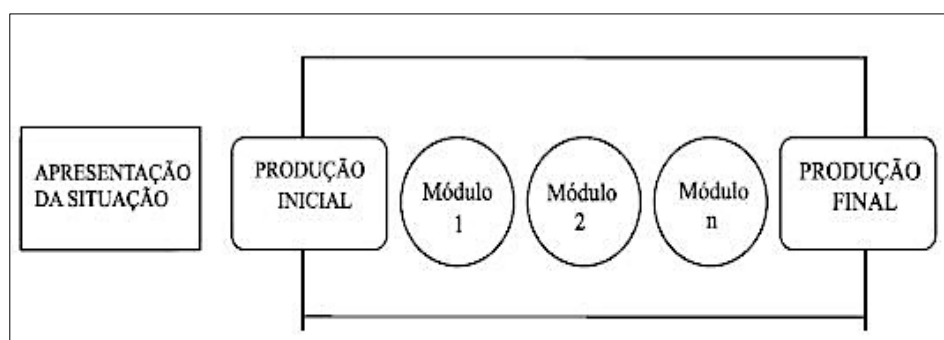 APRESENTAÇÃO
DA SITUAÇÃO
PRODUÇÃO
INICIAL
Módulo
1
Módulo
2
Módulo
n
PRODUÇÃO
FINAL